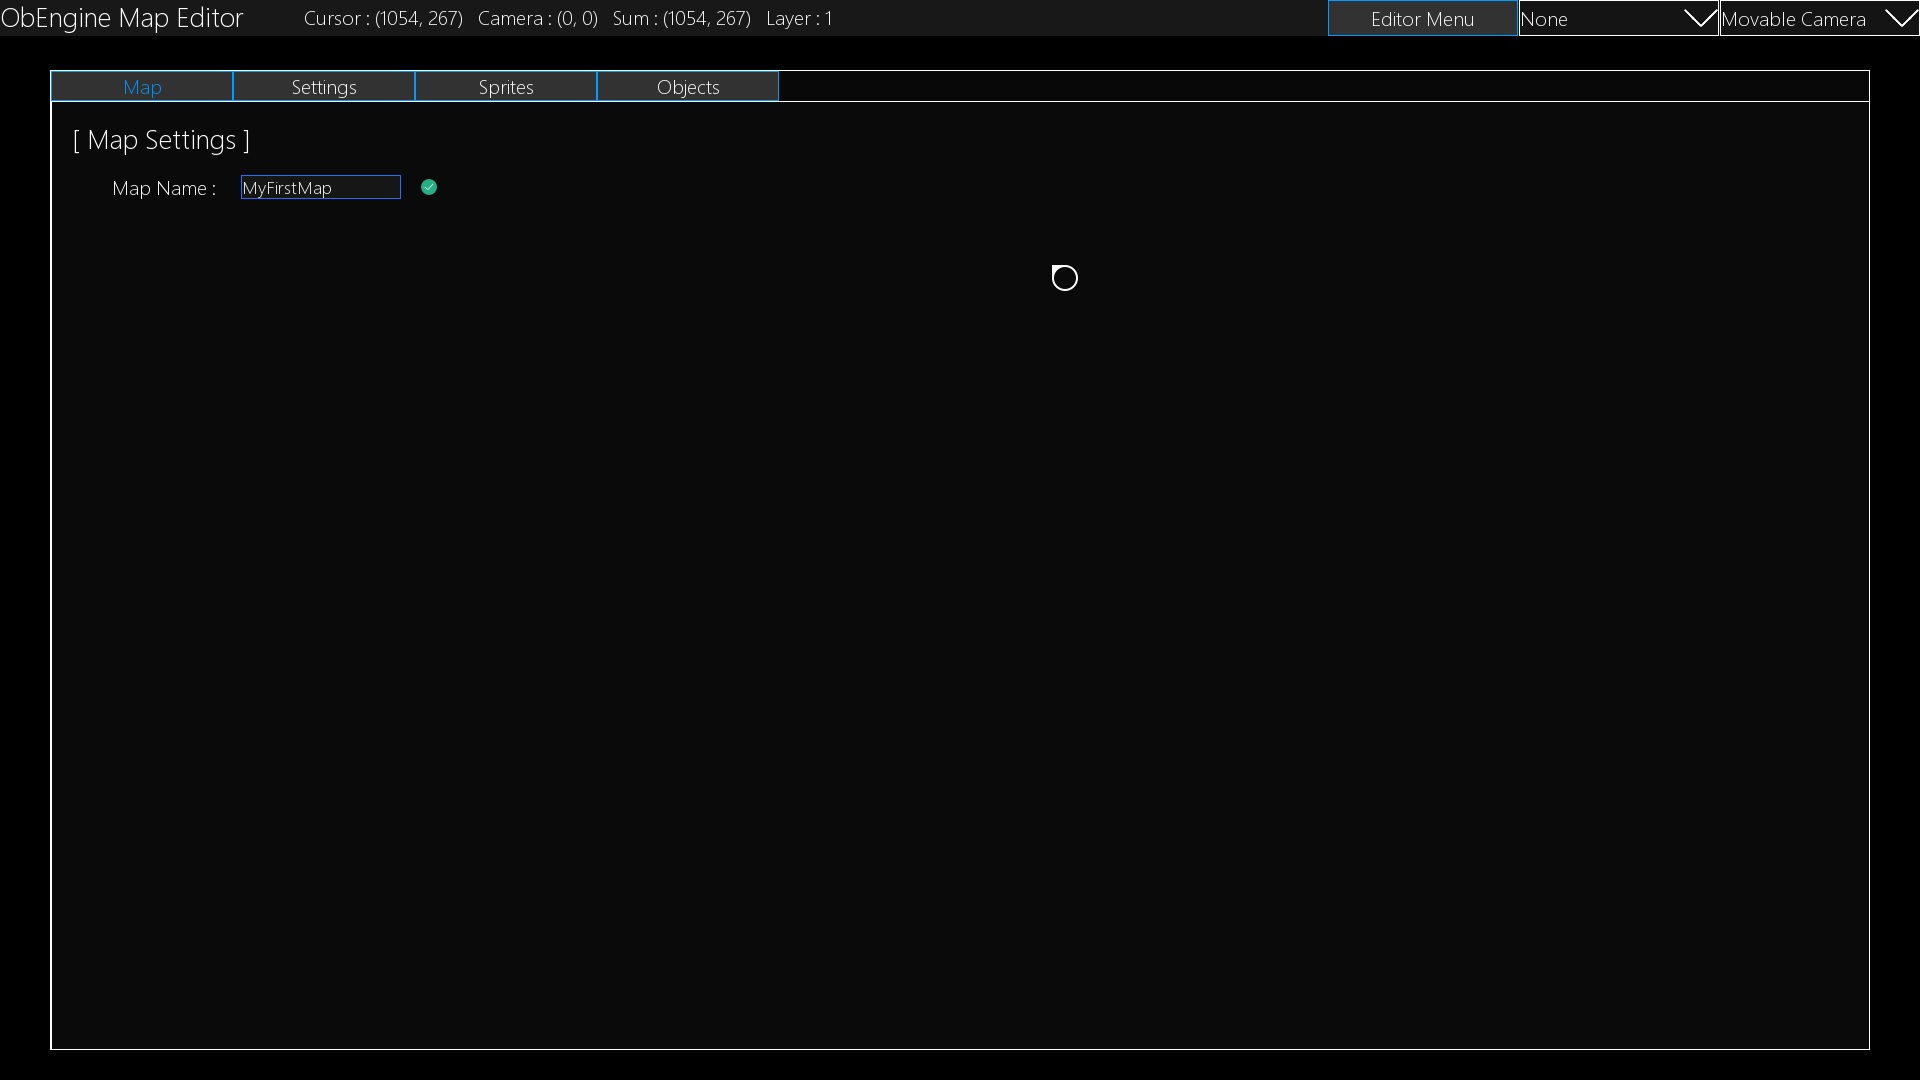 ObEngine Map Editor Cursor : (1054, 267) Camera : (0, 0) Sum : (1054, 267) Layer : 1 Editor Menu None Movable Camera
Map Settings Sprites Objects
[ Map Settings ]
Map Name : MyFirstMap